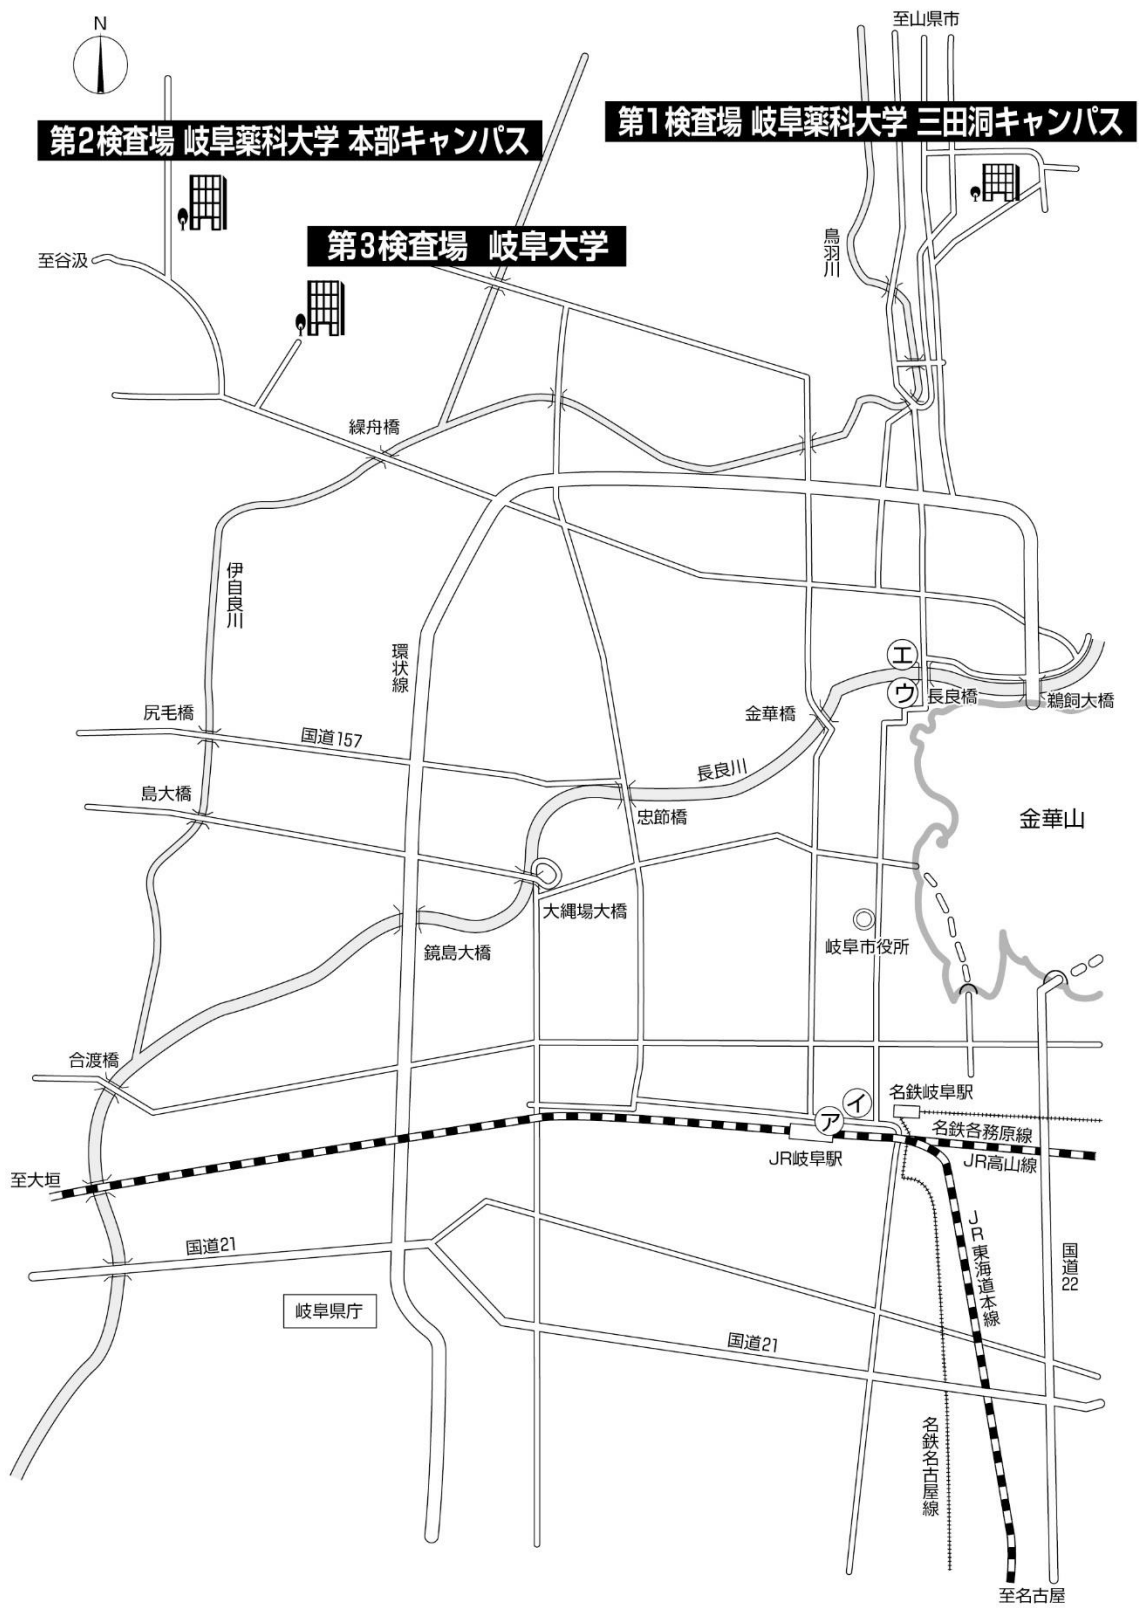 N
至山県市
第1検査場 岐阜薬科大学 三田洞キャンパス
第2検査場 岐阜薬科大学 本部キャンパス
第3検査場 岐阜大学
鳥羽川
至谷汲
繰舟橋
伊自良川
環状線
エ
ウ
長良橋
鵜飼大橋
金華橋
尻毛橋
国道157
長良川
島大橋
忠節橋
金華山
大縄場大橋
岐阜市役所
鏡島大橋
合渡橋
名鉄岐阜駅
イ
ア
名鉄各務原線
JR岐阜駅
JR高山線
至大垣
JR東海道本線
国道21
国道22
岐阜県庁
国道21
名鉄名古屋線
至名古屋